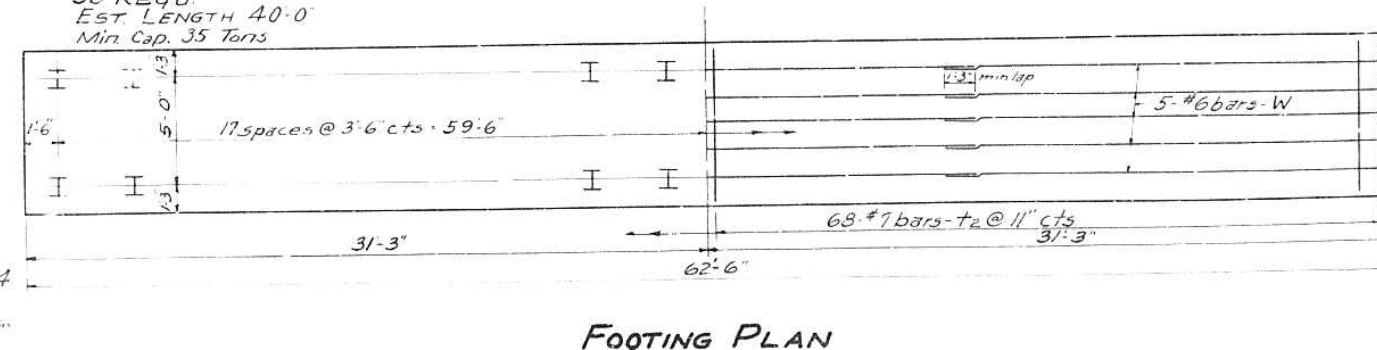 EST. LENGTH 40'-0"
Min. Cap. 35 Tons
1'-3
5'-0"
1'-3
1'-6
17 spaces @ 3'-6 cts = 59'-6"
1'-3" min lap
5-#6 bars-W
68-#7 bars-t2 @ 11" cts
31'-3"
31'-3"
62'-6"
4
FOOTING PLAN